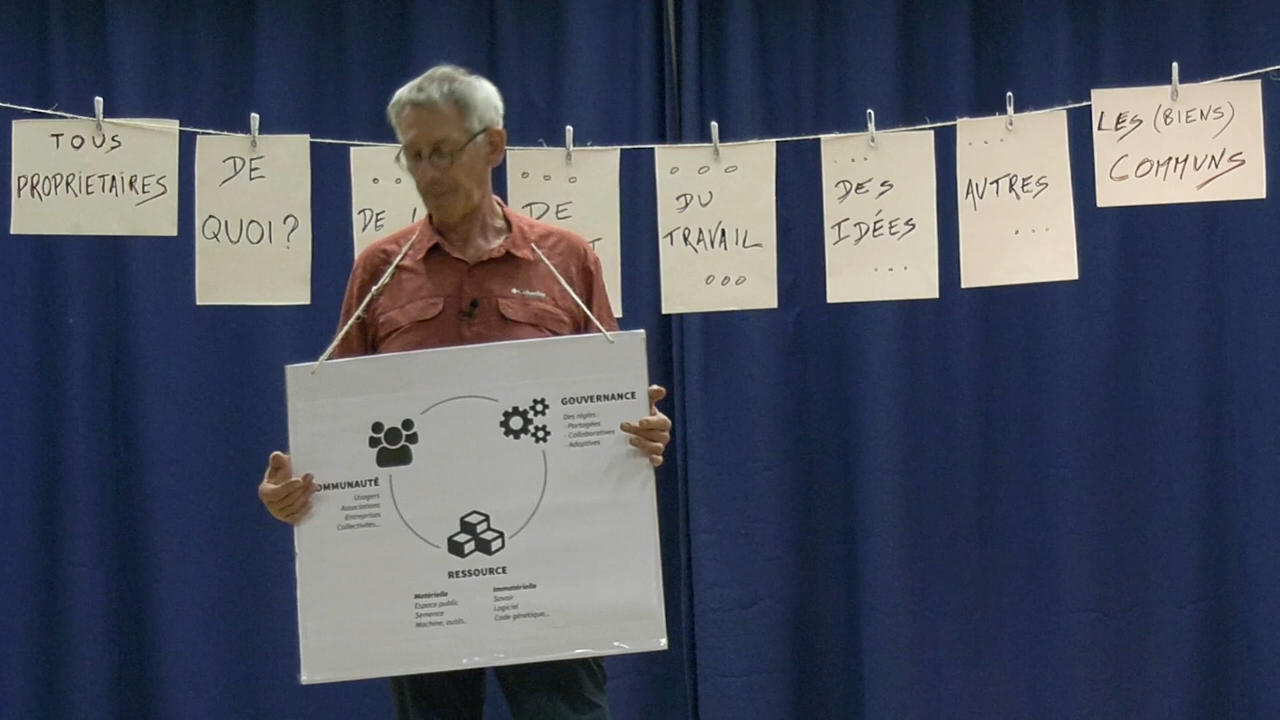 TOUS
PROPRIETAIRES
DE
QUOI?
DE
DE
DU
TRAVAIL
DES
IDÉES
AUTRES
LES (BIENS)
COMMUNS
Columbia
GOUVERNANCE
Des règles :
- Partagées
- Collaboratives
- Adaptives
OMMUNAUTÉ
Usagers
Associations
Entreprises
Collectivités...
RESSOURCE
Matérielle
Espace public
Semence
Machine, outils..
Immatérielle
Savoir
Logiciel
Code génétique...